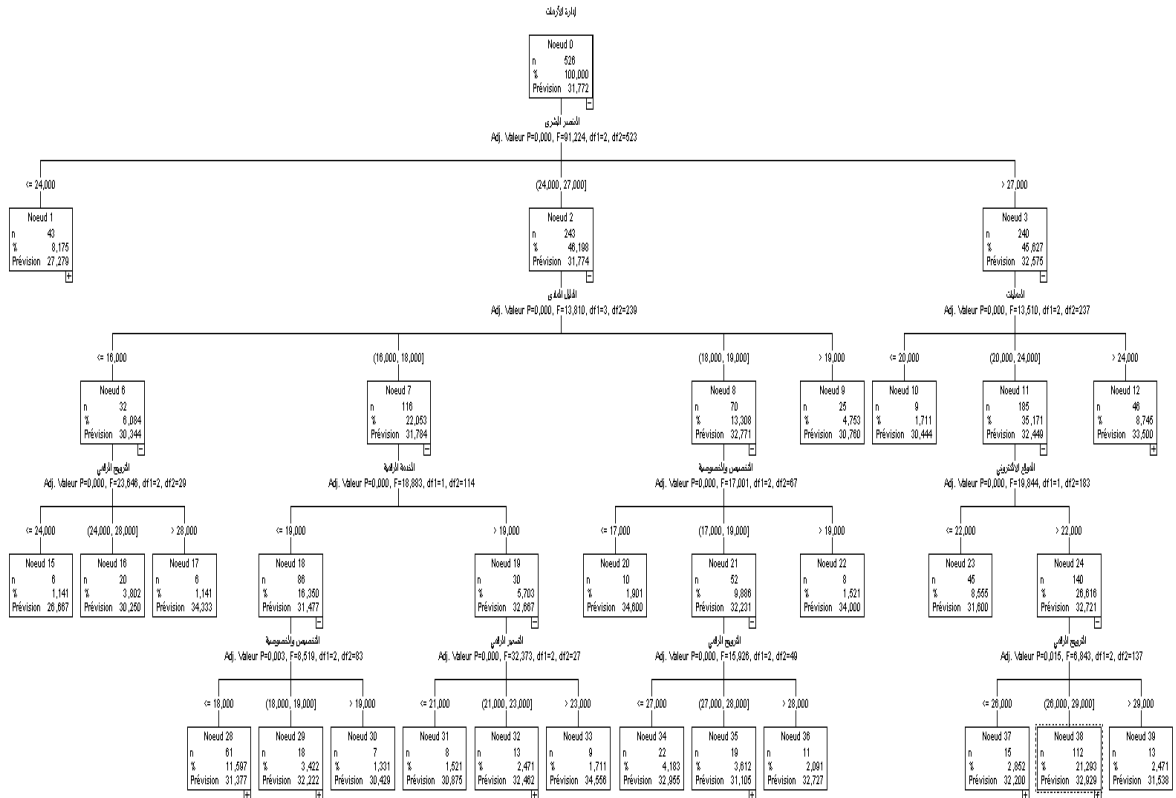 إدارة الأزمات
Noeud 0
n 526
% 100,000
Prévision 31,772
العنصر البشرى
Adj. Valeur P=0,000, F=91,224, df1=2, df2=523
<= 24,000
(24,000, 27,000]
> 27,000
Noeud 1
n 43
% 8,175
Prévision 27,279
Noeud 2
n 243
% 46,198
Prévision 31,774
Noeud 3
n 240
% 45,627
Prévision 32,575
الدليل المادى
Adj. Valeur P=0,000, F=13,810, df1=3, df2=239
العمليات
Adj. Valeur P=0,000, F=13,510, df1=2, df2=237
<= 16,000
(16,000, 18,000]
(18,000, 19,000]
> 19,000
<= 20,000
(20,000, 24,000]
> 24,000
Noeud 6
n 32
% 6,084
Prévision 30,344
Noeud 7
n 116
% 22,053
Prévision 31,784
Noeud 8
n 70
% 13,308
Prévision 32,771
Noeud 9
n 25
% 4,753
Prévision 30,760
Noeud 10
n 9
% 1,711
Prévision 30,444
Noeud 11
n 185
% 35,171
Prévision 32,449
Noeud 12
n 46
% 8,745
Prévision 33,500
الترويج الرقمي
Adj. Valeur P=0,000, F=23,646, df1=2, df2=29
الخدمة الرقمية
Adj. Valeur P=0,000, F=18,883, df1=1, df2=114
التخصيص والخصوصية
Adj. Valeur P=0,000, F=17,001, df1=2, df2=67
الموقع الالكتروني
Adj. Valeur P=0,000, F=19,844, df1=1, df2=183
<= 24,000
(24,000, 28,000]
> 28,000
<= 19,000
> 19,000
<= 17,000
(17,000, 19,000]
> 19,000
<= 22,000
> 22,000
Noeud 15
n 6
% 1,141
Prévision 26,667
Noeud 16
n 20
% 3,802
Prévision 30,250
Noeud 17
n 6
% 1,141
Prévision 34,333
Noeud 18
n 86
% 16,350
Prévision 31,477
Noeud 19
n 30
% 5,703
Prévision 32,667
Noeud 20
n 10
% 1,901
Prévision 34,600
Noeud 21
n 52
% 9,886
Prévision 32,231
Noeud 22
n 8
% 1,521
Prévision 34,000
Noeud 23
n 45
% 8,555
Prévision 31,600
Noeud 24
n 140
% 26,616
Prévision 32,721
التخصيص والخصوصية
Adj. Valeur P=0,003, F=8,519, df1=2, df2=83
التسعير الرقمي
Adj. Valeur P=0,000, F=32,373, df1=2, df2=27
الترويج الرقمي
Adj. Valeur P=0,000, F=15,926, df1=2, df2=49
الترويج الرقمي
Adj. Valeur P=0,015, F=6,843, df1=2, df2=137
<= 18,000
(18,000, 19,000]
> 19,000
<= 21,000
(21,000, 23,000]
> 23,000
<= 27,000
(27,000, 28,000]
> 28,000
<= 26,000
(26,000, 29,000]
> 29,000
Noeud 28
n 61
% 11,597
Prévision 31,377
Noeud 29
n 18
% 3,422
Prévision 32,222
Noeud 30
n 7
% 1,331
Prévision 30,429
Noeud 31
n 8
% 1,521
Prévision 30,875
Noeud 32
n 13
% 2,471
Prévision 32,462
Noeud 33
n 9
% 1,711
Prévision 34,556
Noeud 34
n 22
% 4,183
Prévision 32,955
Noeud 35
n 19
% 3,612
Prévision 31,105
Noeud 36
n 11
% 2,091
Prévision 32,727
Noeud 37
n 15
% 2,852
Prévision 32,200
Noeud 38
n 112
% 21,293
Prévision 32,929
Noeud 39
n 13
% 2,471
Prévision 31,538